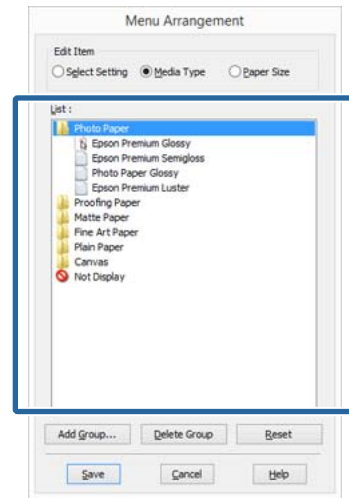 Menu Arrangement
Edit Item
Select Setting Media Type Paper Size
List :
Photo Paper
Epson Premium Glossy
Epson Premium Semigloss
Photo Paper Glossy
Epson Premium Luster
Proofing Paper
Matte Paper
Fine Art Paper
Plain Paper
Canvas
Not Display
Add Group... Delete Group Reset
Save Cancel Help